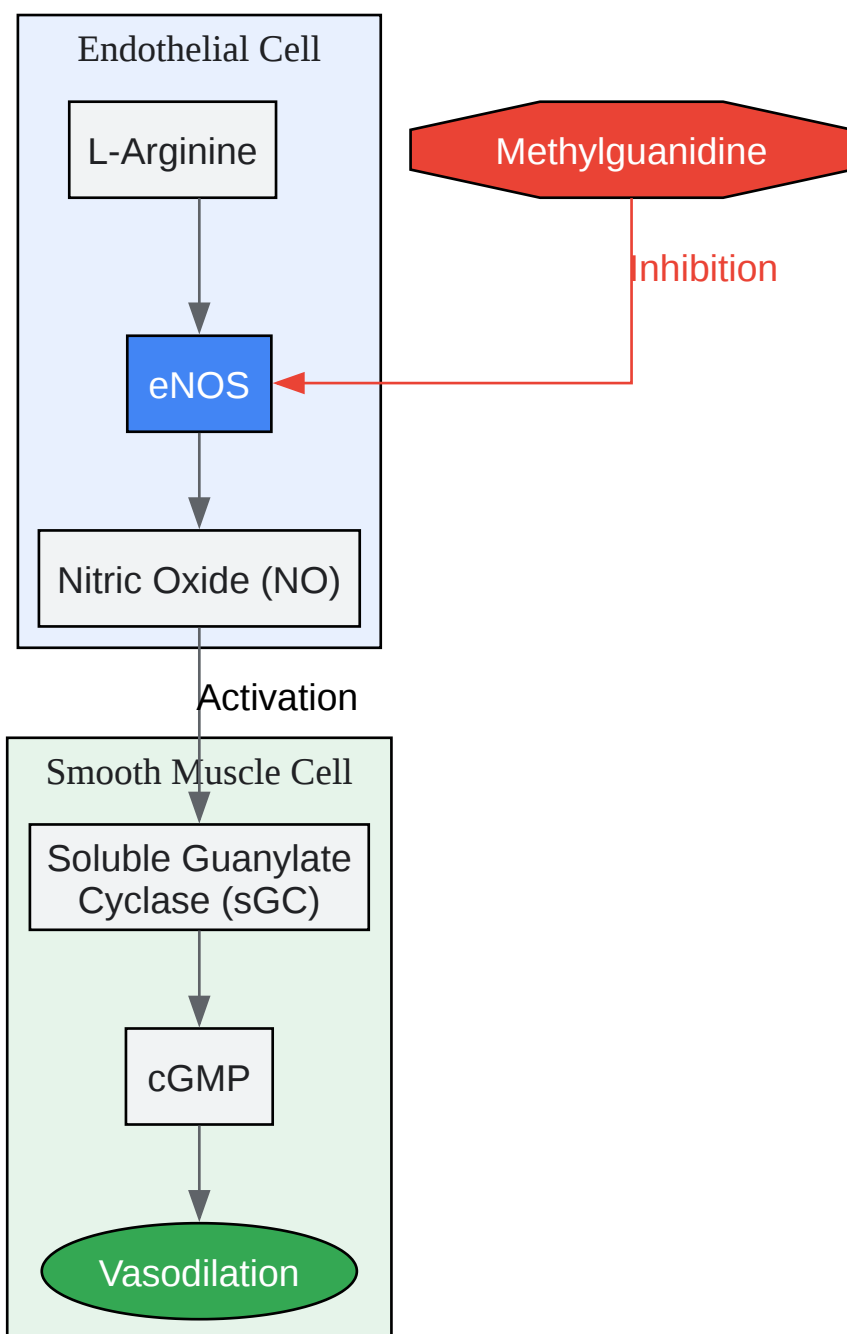 Endothelial Cell
L-Arginine
Methylguanidine
Inhibition
eNOS
Nitric Oxide (NO)
Activation
Smooth Muscle Cell
Soluble Guanylate
Cyclase (sGC)
cGMP
Vasodilation